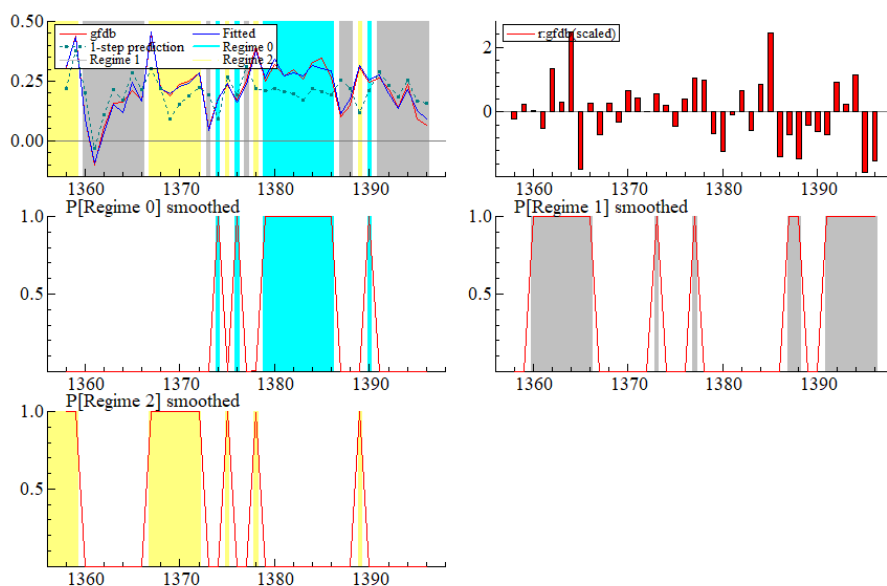 0.50
gfdb Fitted
1-step prediction Regime 0
Regime 1 Regime 2
0.25
0.00
1360 1370 1380 1390
r:gfdb (scaled)
2
0
1360 1370 1380 1390
P[Regime 0] smoothed
1.0
0.5
1360 1370 1380 1390
P[Regime 1] smoothed
1.0
0.5
1360 1370 1380 1390
P[Regime 2] smoothed
1.0
0.5
1360 1370 1380 1390